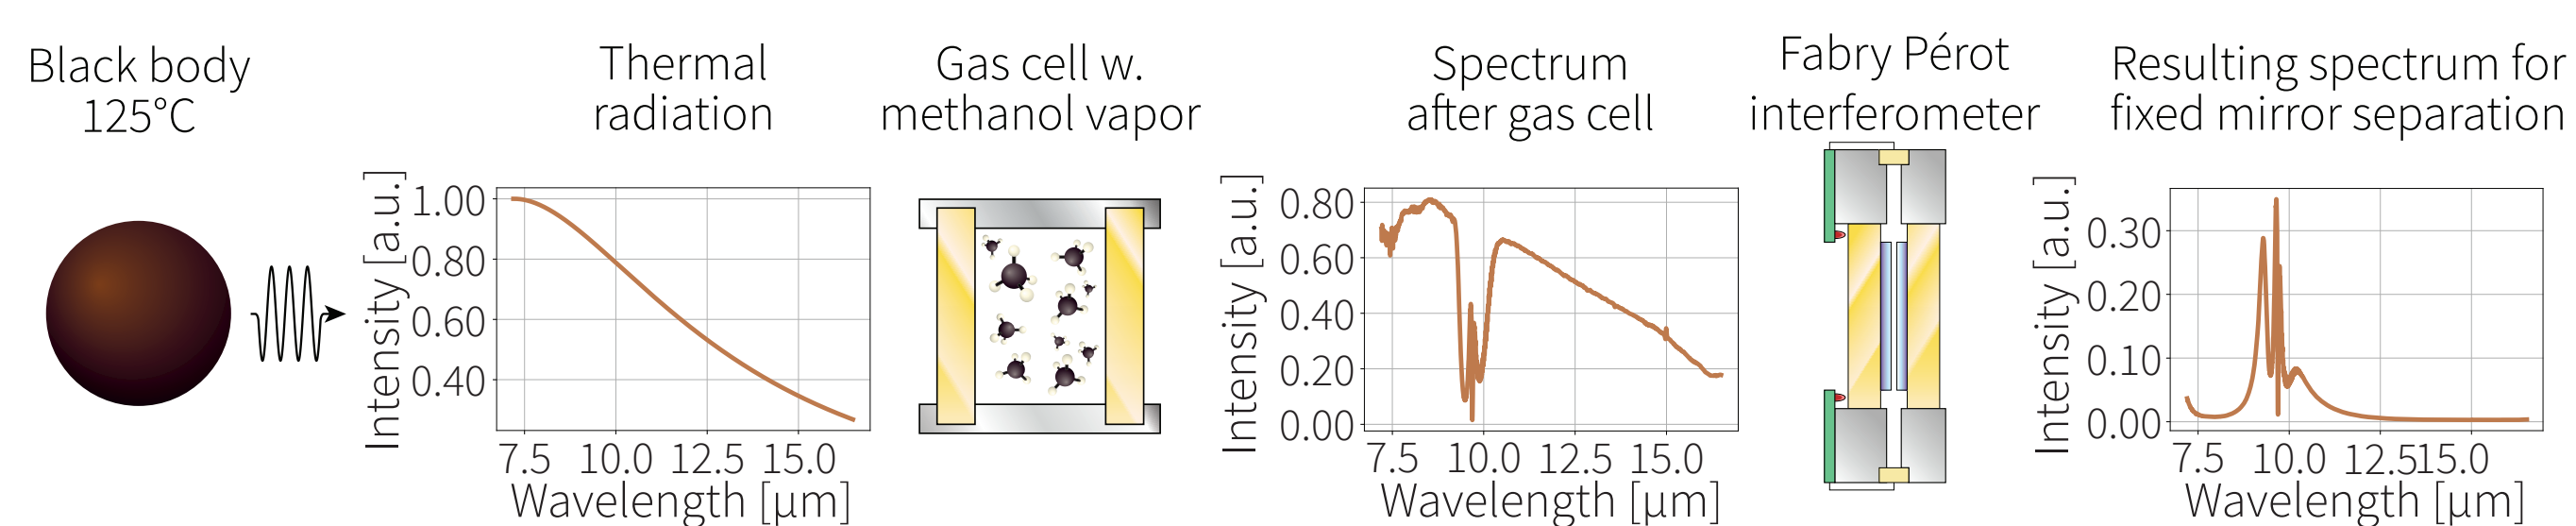 Black body
125°C
Thermal
radiation
Intensity [a.u.]
1.00
0.80
0.60
0.40
7.5 10.0 12.5 15.0
Wavelength [µm]
Gas cell w.
methanol vapor
Spectrum
after gas cell
Intensity [a.u.]
0.80
0.60
0.40
0.20
0.00
7.5 10.0 12.5 15.0
Wavelength [µm]
Fabry Pérot
interferometer
Resulting spectrum for
fixed mirror separation
Intensity [a.u.]
0.30
0.20
0.10
0.00
7.5 10.0 12.5 15.0
Wavelength [µm]